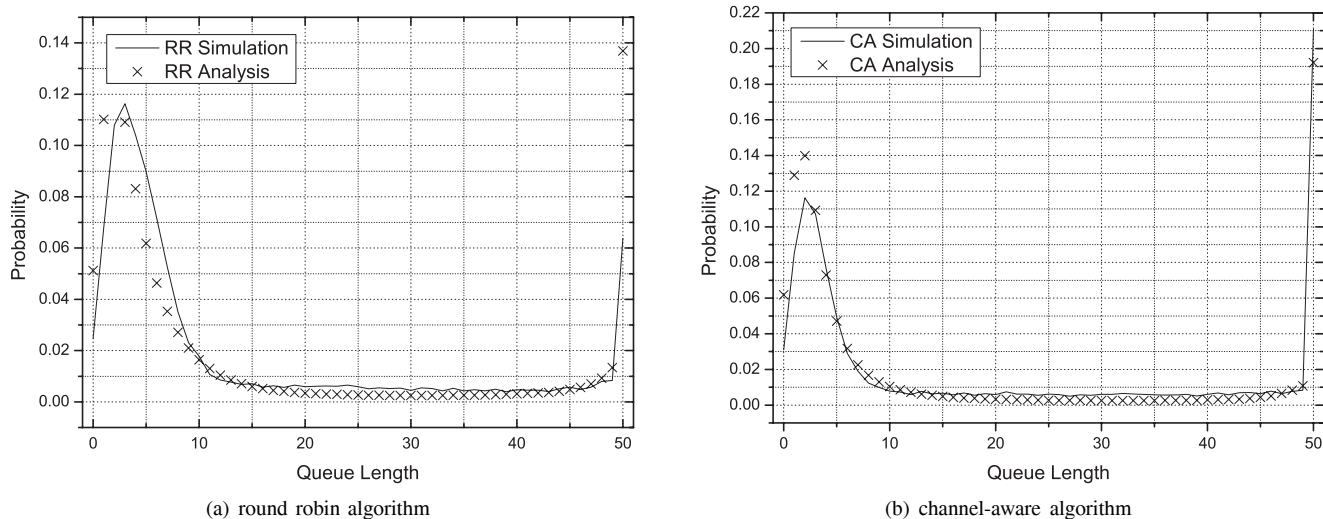 RR Simulation
RR Analysis
0.14
0.12
0.10
0.08
0.06
0.04
0.02
0.00
Probability
0 10 20 30 40 50
Queue Length
(a) round robin algorithm
CA Simulation
CA Analysis
0.22
0.20
0.18
0.16
0.14
0.12
0.10
0.08
0.06
0.04
0.02
0.00
Probability
0 10 20 30 40 50
Queue Length
(b) channel-aware algorithm